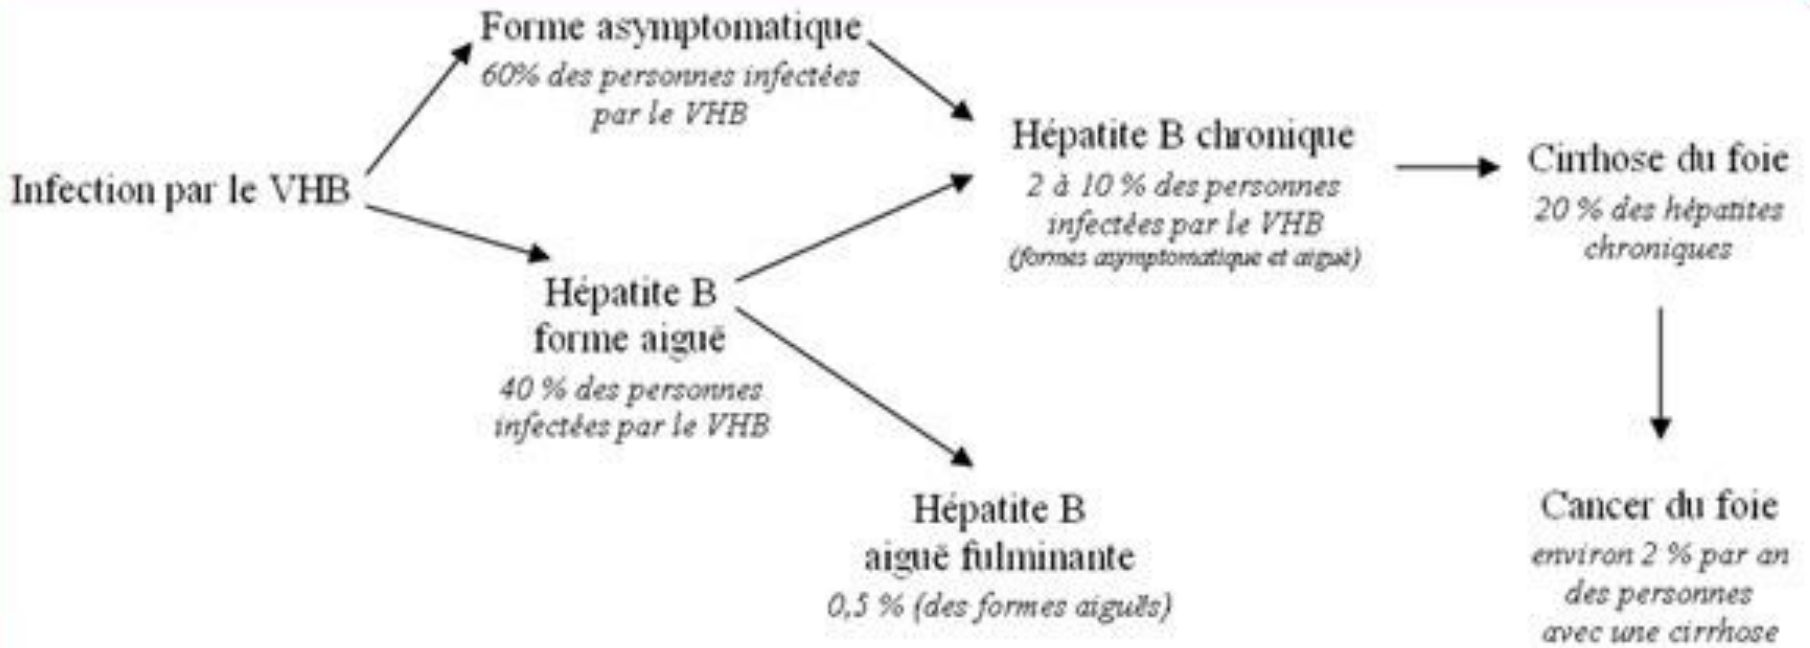 Forme asymptomatique
60% des personnes infectées
par le VHB
Infection par le VHB
Hépatite B
forme aiguë
40 % des personnes
infectées par le VHB
Hépatite B chronique
2 à 10 % des personnes
infectées par le VHB
(formes asymptomatique et aiguë)
Hépatite B
aiguë fulminante
0,5 % (des formes aiguës)
Cirrhose du foie
20 % des hépatites
chroniques
Cancer du foie
environ 2 % par an
des personnes
avec une cirrhose